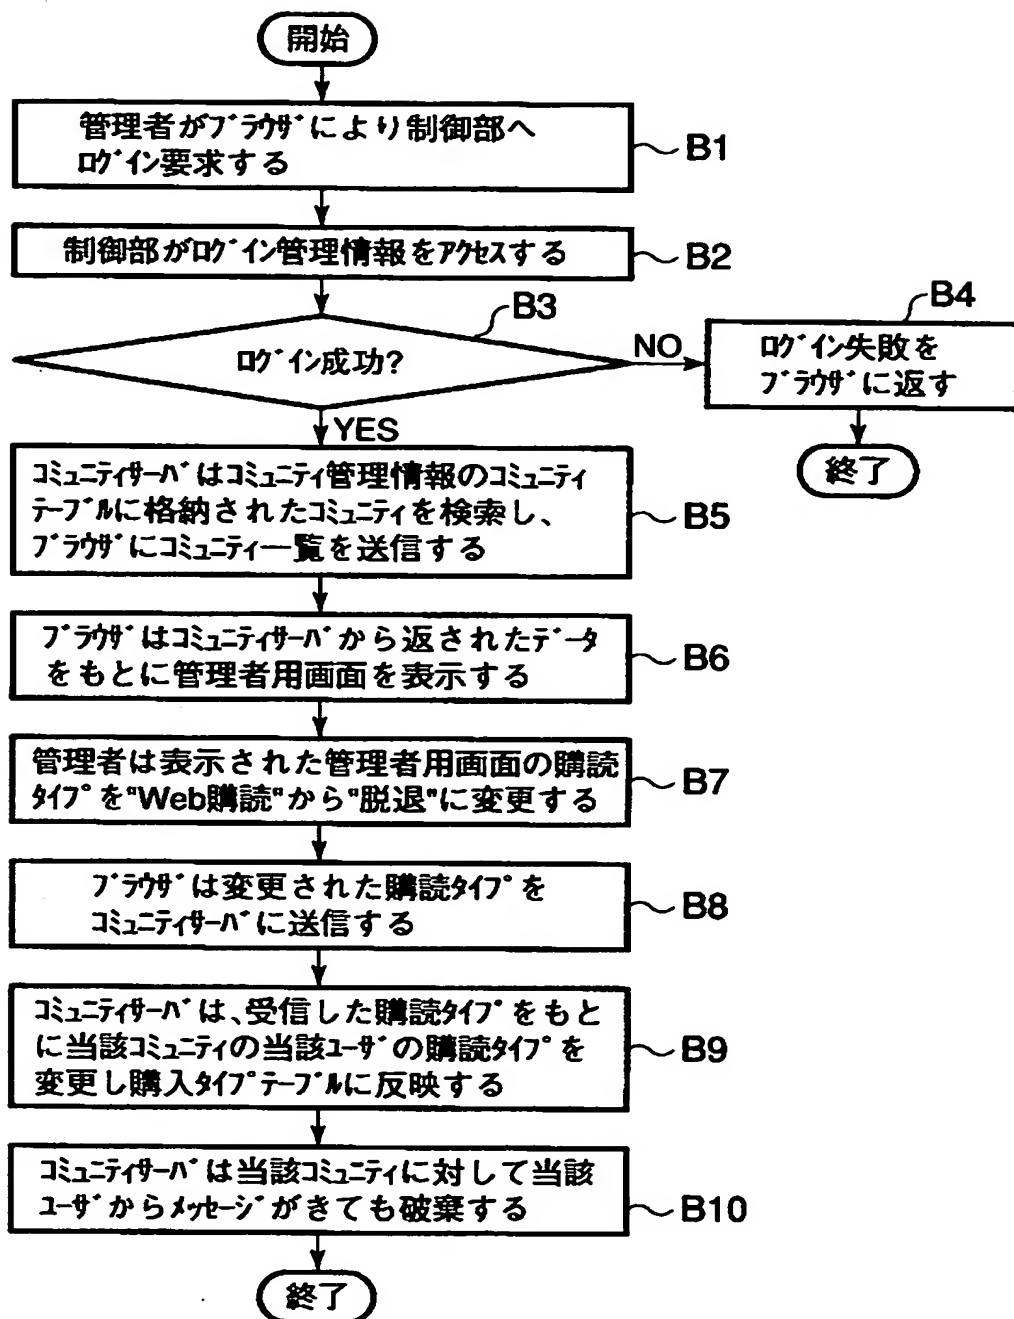 開始
管理者がﾌﾞﾗｳｻﾞにより制御部へ
ﾛｸﾞｲﾝ要求する
B1
制御部がﾛｸﾞｲﾝ管理情報をｱｸｾｽする
B2
B3
ﾛｸﾞｲﾝ成功?
NO
B4
ﾛｸﾞｲﾝ失敗を
ﾌﾞﾗｳｻﾞに返す
終了
YES
ｺﾐｭﾆﾃｨｻｰﾊﾞはｺﾐｭﾆﾃｨ管理情報のｺﾐｭﾆﾃｨ
ﾃｰﾌﾞﾙに格納されたｺﾐｭﾆﾃｨを検索し、
ﾌﾞﾗｳｻﾞにｺﾐｭﾆﾃｨ一覧を送信する
B5
ﾌﾞﾗｳｻﾞはｺﾐｭﾆﾃｨｻｰﾊﾞから返されたﾃﾞｰﾀ
をもとに管理者用画面を表示する
B6
管理者は表示された管理者用画面の購読
ﾀｲﾌﾟを"Web購読"から"脱退"に変更する
B7
ﾌﾞﾗｳｻﾞは変更された購読ﾀｲﾌﾟを
ｺﾐｭﾆﾃｨｻｰﾊﾞに送信する
B8
ｺﾐｭﾆﾃｨｻｰﾊﾞは、受信した購読ﾀｲﾌﾟをもと
に当該ｺﾐｭﾆﾃｨの当該ﾕｰｻﾞの購読ﾀｲﾌﾟを
変更し購入ﾀｲﾌﾟﾃｰﾌﾞﾙに反映する
B9
ｺﾐｭﾆﾃｨｻｰﾊﾞは当該ｺﾐｭﾆﾃｨに対して当該
ﾕｰｻﾞからﾒｯｾｰｼﾞがきても破棄する
B10
終了